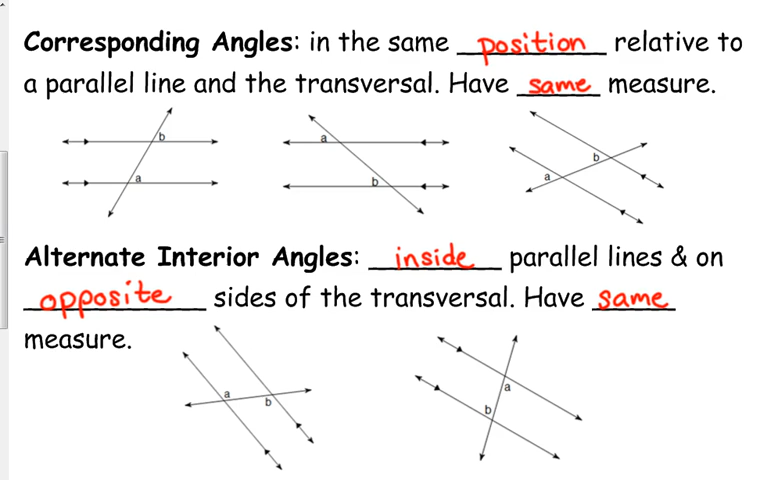 Corresponding Angles: in the same position relative to
a parallel line and the transversal. Have same measure.
b
a
a
b
b
a
Alternate Interior Angles: inside parallel lines & on
opposite sides of the transversal. Have same
measure.
a
b
a
b